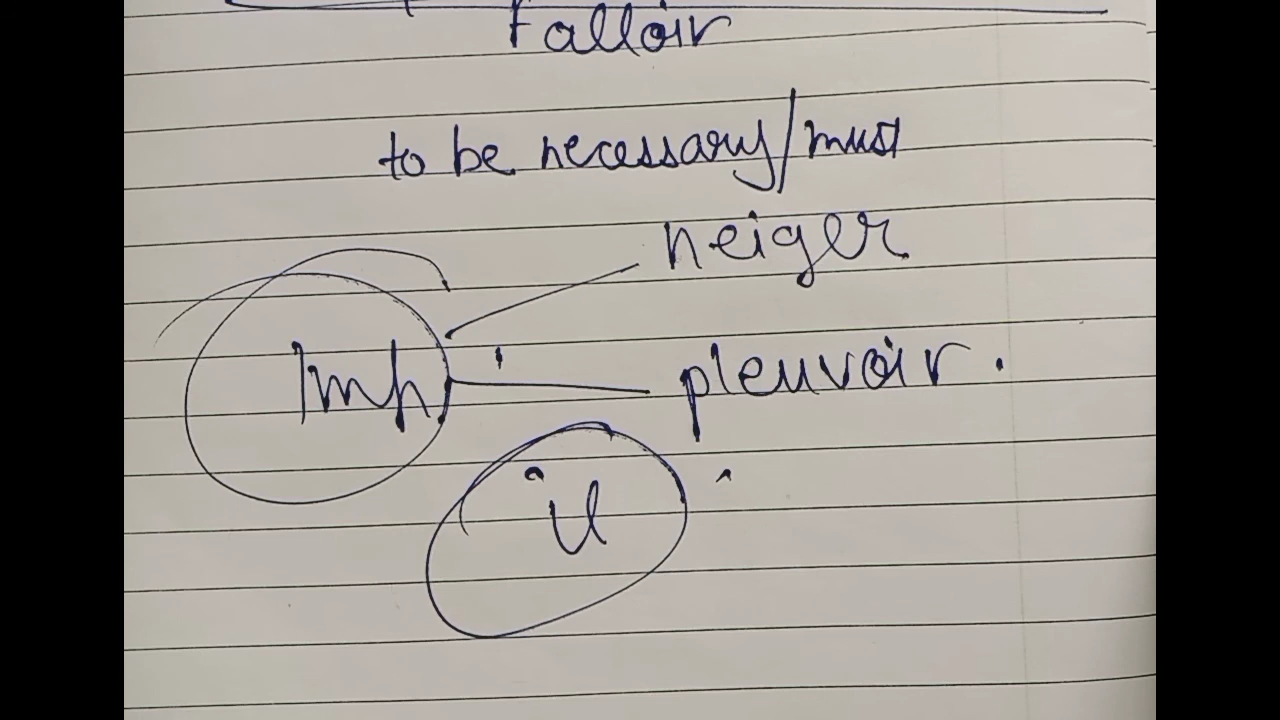 Falloir
to be necessary/must
neiger
Imp
pleuvoir.
il